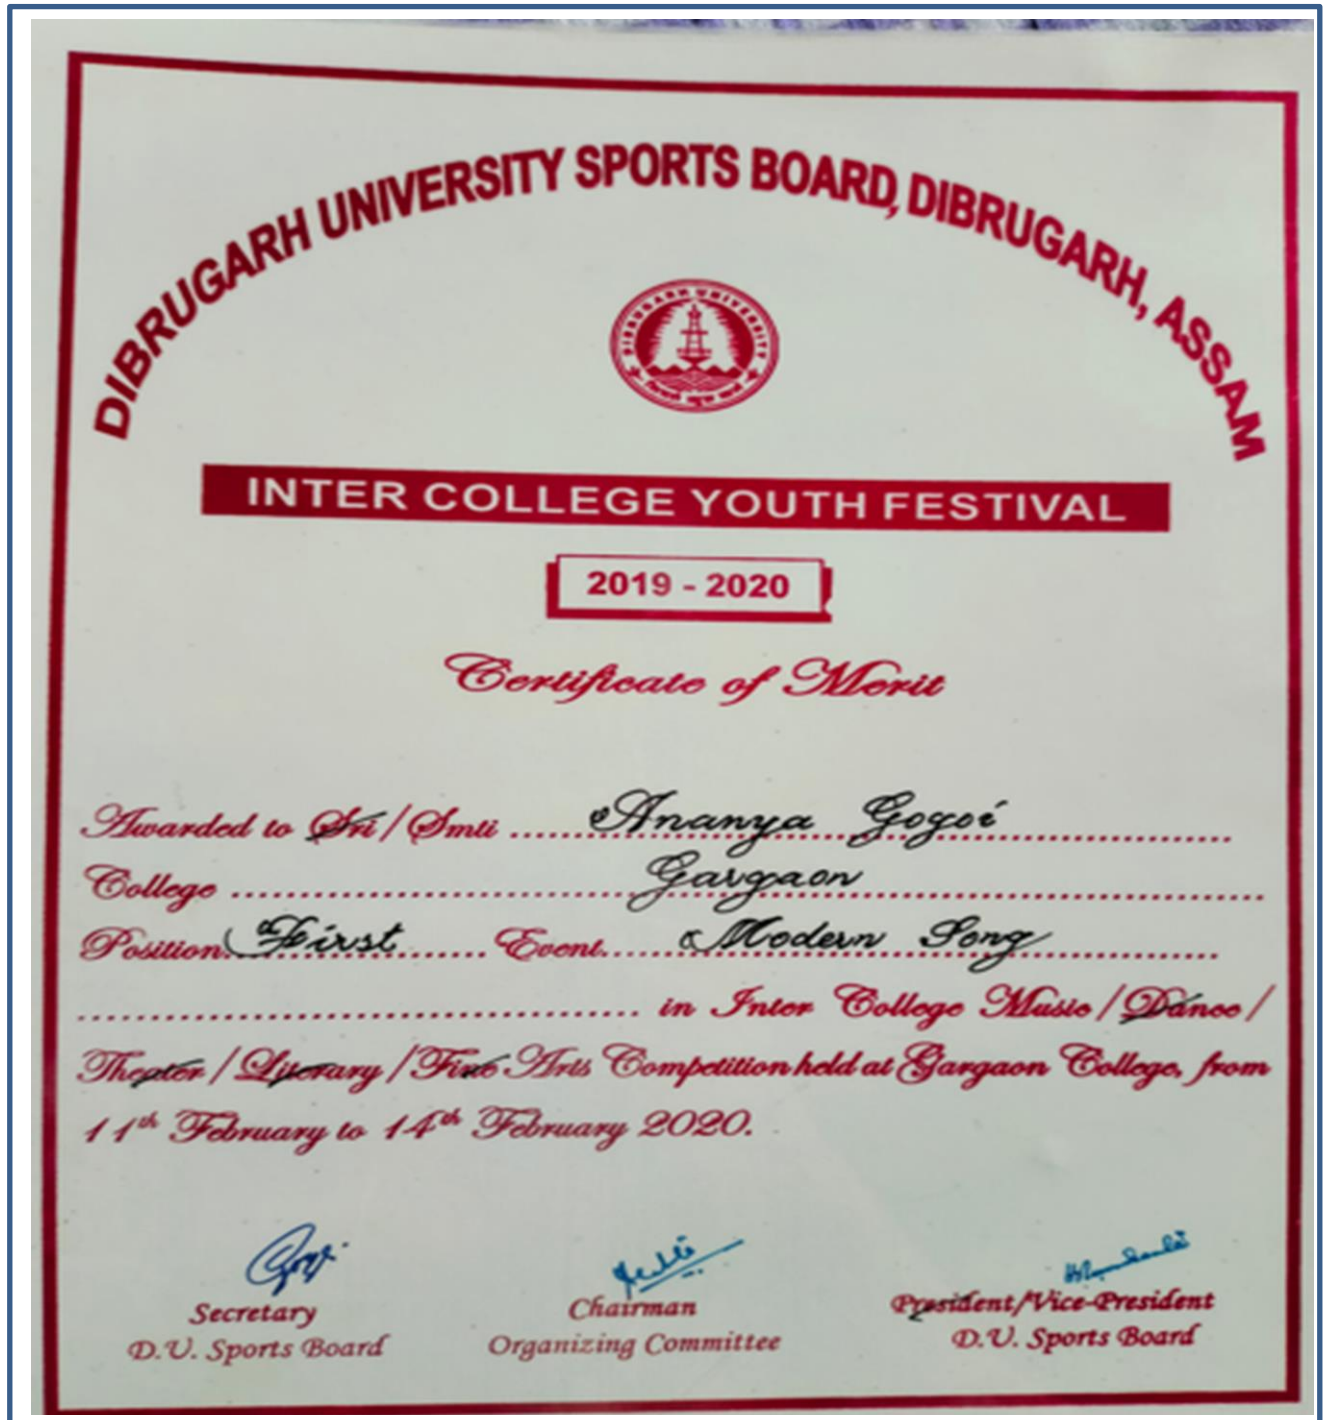 DIBRUGARH UNIVERSITY SPORTS BOARD, DIBRUGARH, ASSAM
DIBRUGARH UNIVERSITY
INTER COLLEGE YOUTH FESTIVAL
2019 - 2020
Certificate of Merit
Awarded to Sri / Smti Ananya Gogoi
College Gargaon
Position First Event Modern Song
in Inter College Music / Dance /
Theater / Literary / Fine Arts Competition held at Gargaon College, from
11th February to 14th February 2020.
Secretary
D.U. Sports Board
Chairman
Organizing Committee
President/Vice-President
D.U. Sports Board